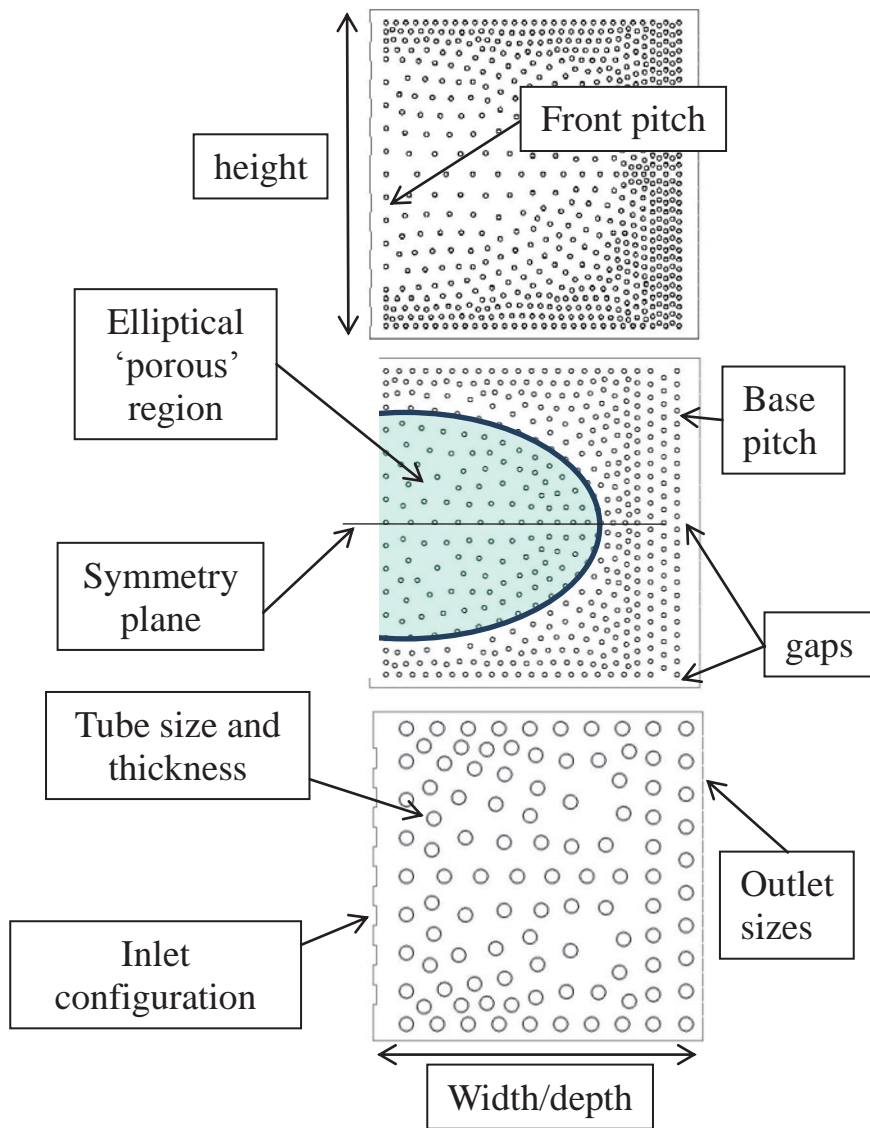 Front pitch
height
Elliptical
‘porous’
region
Base
pitch
Symmetry
plane
gaps
Tube size and
thickness
Outlet
sizes
Inlet
configuration
Width/depth